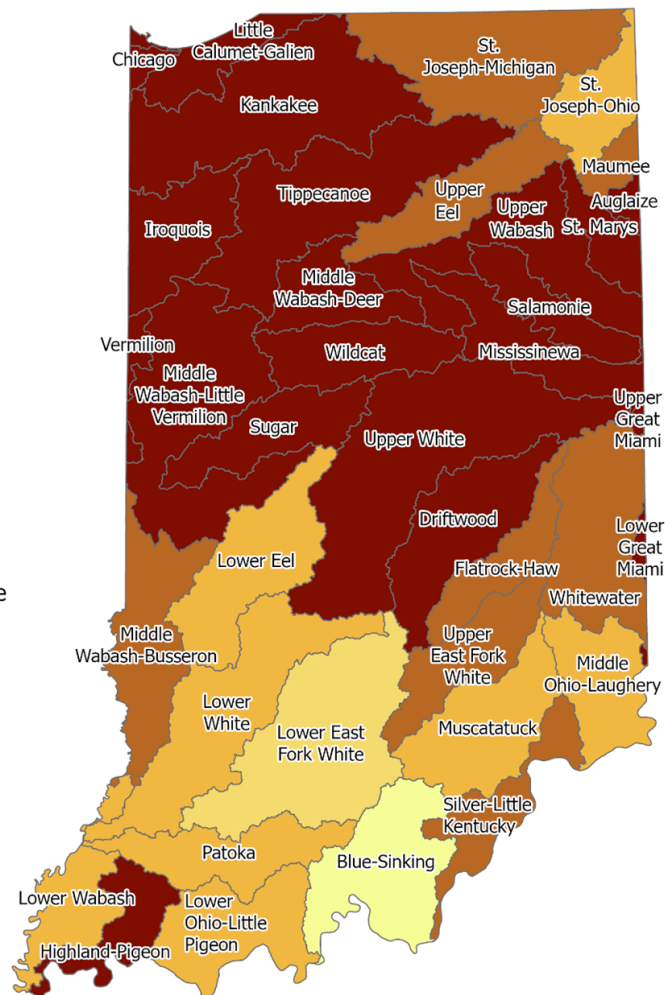 Little
Calumet-Galien
Chicago
St.
Joseph-Michigan
St.
Joseph-Ohio
Kankakee
Maumee
Tippecanoe
Upper
Eel
Auglaize
Upper
Wabash
St. Marys
Iroquois
Middle
Wabash-Deer
Salamonie
Vermilion
Wildcat
Mississinewa
Middle
Wabash-Little
Vermilion
Upper
Great
Miami
Sugar
Upper White
Driftwood
Lower
Great
Miami
Lower Eel
Flatrock-Haw
Whitewater
e
Middle
Wabash-Busseron
Upper
East Fork
White
Middle
Ohio-Laughery
Lower
White
Lower East
Fork White
Muscatatuck
Silver-Little
Kentucky
Patoka
Blue-Sinking
Lower Wabash
Lower
Ohio-Little
Pigeon
Highland-Pigeon